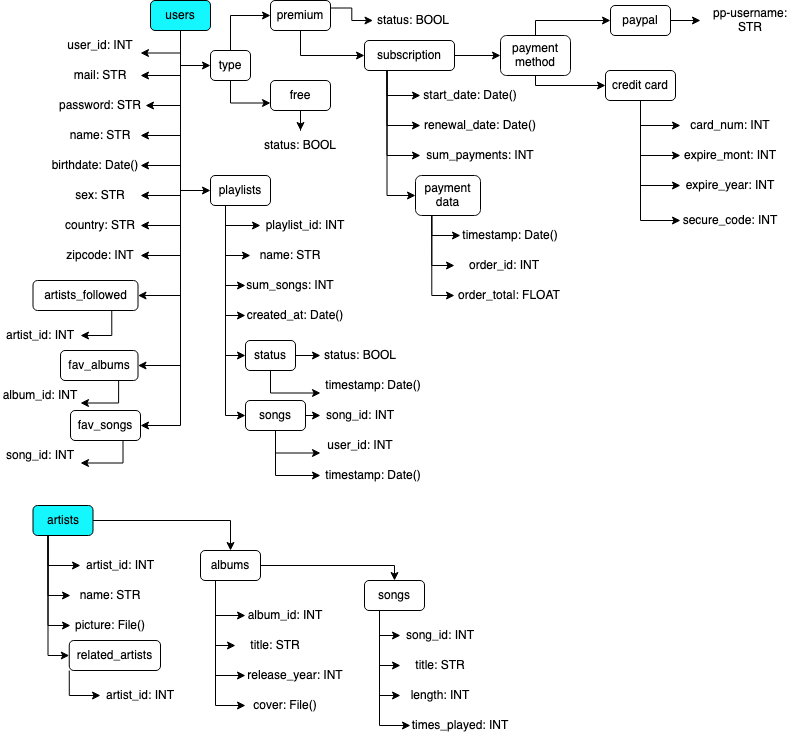 users
user_id: INT
mail: STR
password: STR
name: STR
birthdate: Date()
sex: STR
country: STR
zipcode: INT
artists_followed
artist_id: INT
fav_albums
album_id: INT
fav_songs
song_id: INT
type
premium
status: BOOL
free
status: BOOL
subscription
start_date: Date()
renewal_date: Date()
sum_payments: INT
payment
data
timestamp: Date()
order_id: INT
order_total: FLOAT
payment
method
paypal
pp-username:
STR
credit card
card_num: INT
expire_mont: INT
expire_year: INT
secure_code: INT
playlists
playlist_id: INT
name: STR
sum_songs: INT
created_at: Date()
status
status: BOOL
timestamp: Date()
songs
song_id: INT
user_id: INT
timestamp: Date()
artists
artist_id: INT
name: STR
picture: File()
related_artists
artist_id: INT
albums
album_id: INT
title: STR
release_year: INT
cover: File()
songs
song_id: INT
title: STR
length: INT
times_played: INT